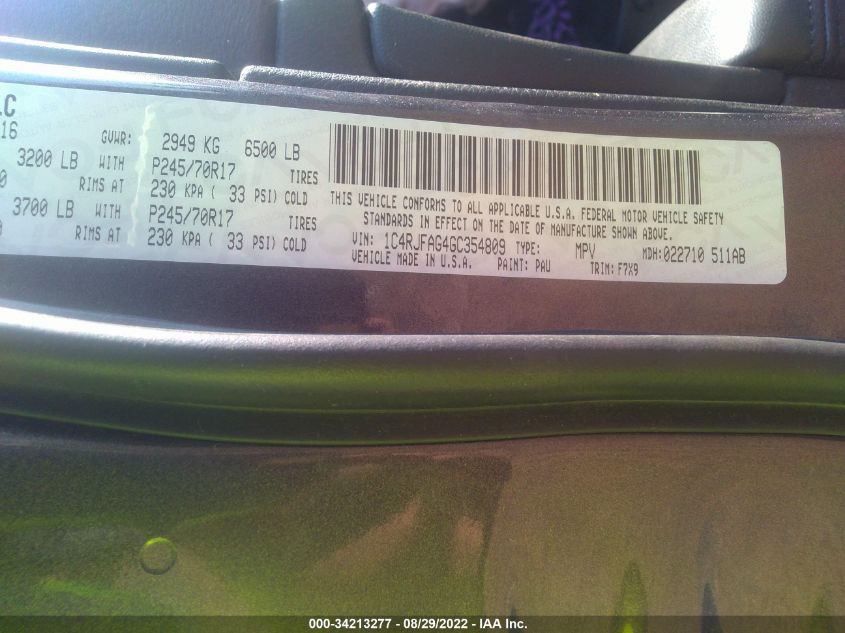 LC
16
GVWR: 2949 KG 6500 LB
3200 LB WITH P245/70R17 TIRES
0 RIMS AT 230 KPA ( 33 PSI) COLD
3700 LB WITH P245/70R17 TIRES
0 RIMS AT 230 KPA ( 33 PSI) COLD
THIS VEHICLE CONFORMS TO ALL APPLICABLE U.S.A. FEDERAL MOTOR VEHICLE SAFETY
STANDARDS IN EFFECT ON THE DATE OF MANUFACTURE SHOWN ABOVE.
VIN: 1C4RJFAG4GC354809 TYPE: MPV MDH:022710 511AB
VEHICLE MADE IN U.S.A. PAINT: PAU TRIM: F7X9
000-34213277 - 08/29/2022 - IAA Inc.